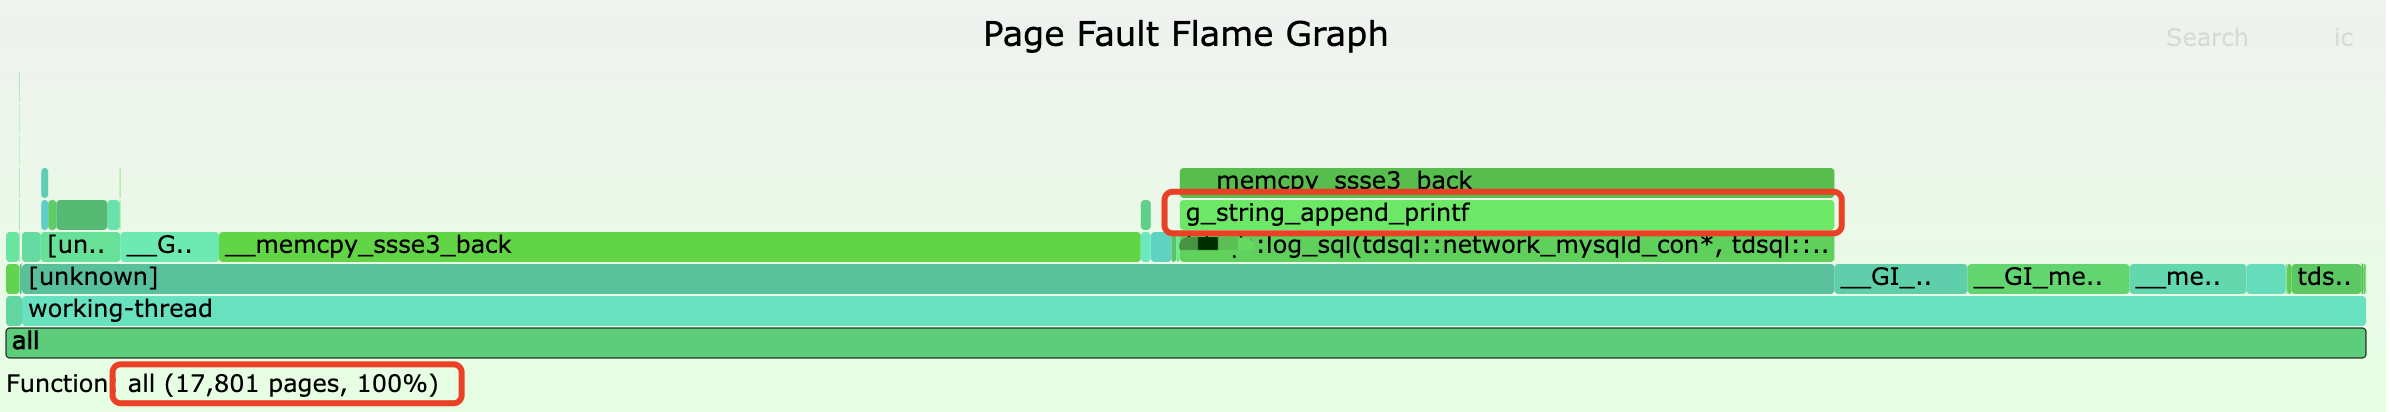 Page Fault Flame Graph
Search ic
memcpy_ssse3_back
g_string_append_printf
[un.. __G.. __memcpy_ssse3_back :log_sql(tdsql::network_mysqld_con*, tdsql::..
[unknown] __GI_.. __GI_me.. __me.. tds..
working-thread
all
Function: all (17,801 pages, 100%)